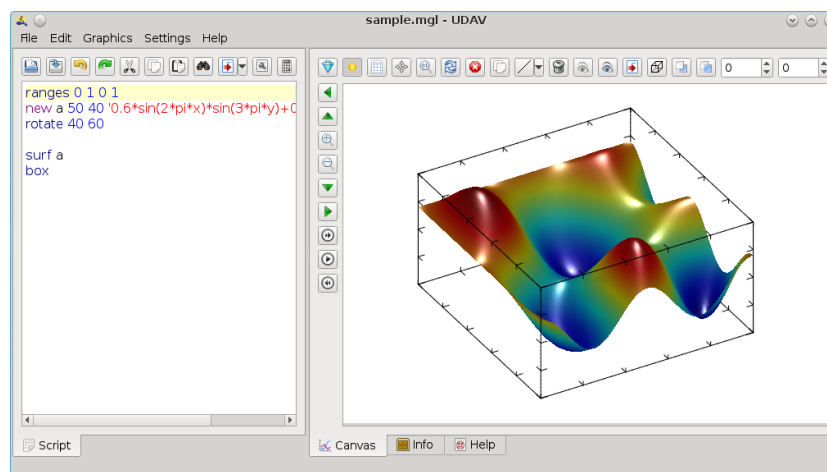 sample.mgl - UDAV
File Edit Graphics Settings Help
0 0
ranges 0 1 0 1
new a 50 40 '0.6*sin(2*pi*x)*sin(3*pi*y)+0
rotate 40 60
surf a
box
Script
Canvas Info Help